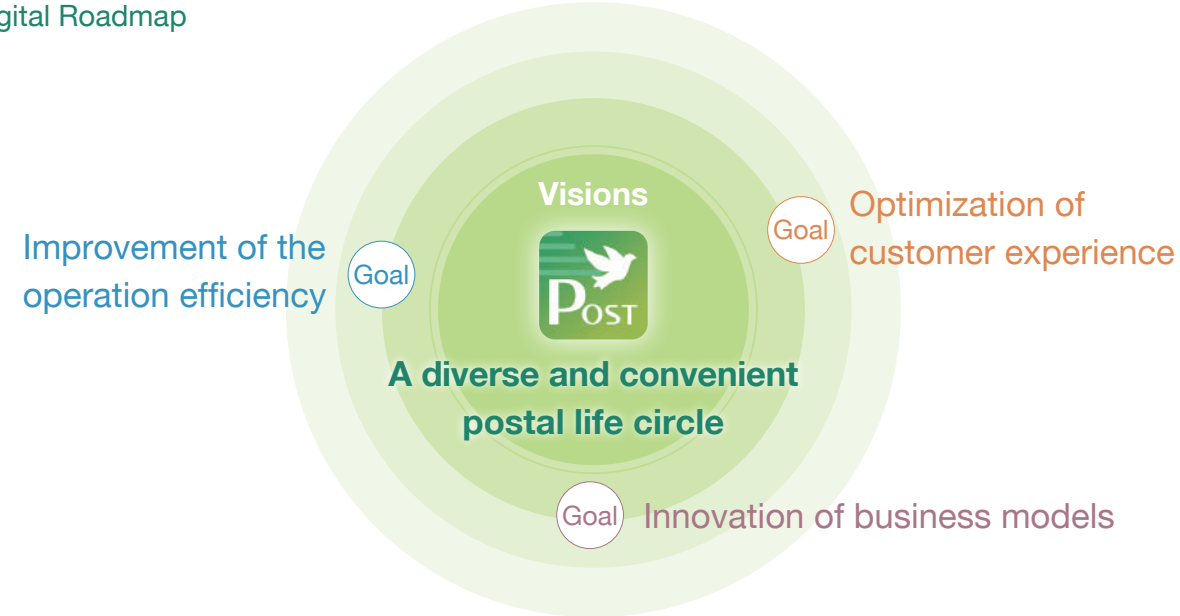 gital Roadmap
Visions
POST
A diverse and convenient
postal life circle
Goal
Improvement of the
operation efficiency
Goal
Optimization of
customer experience
Goal
Innovation of business models